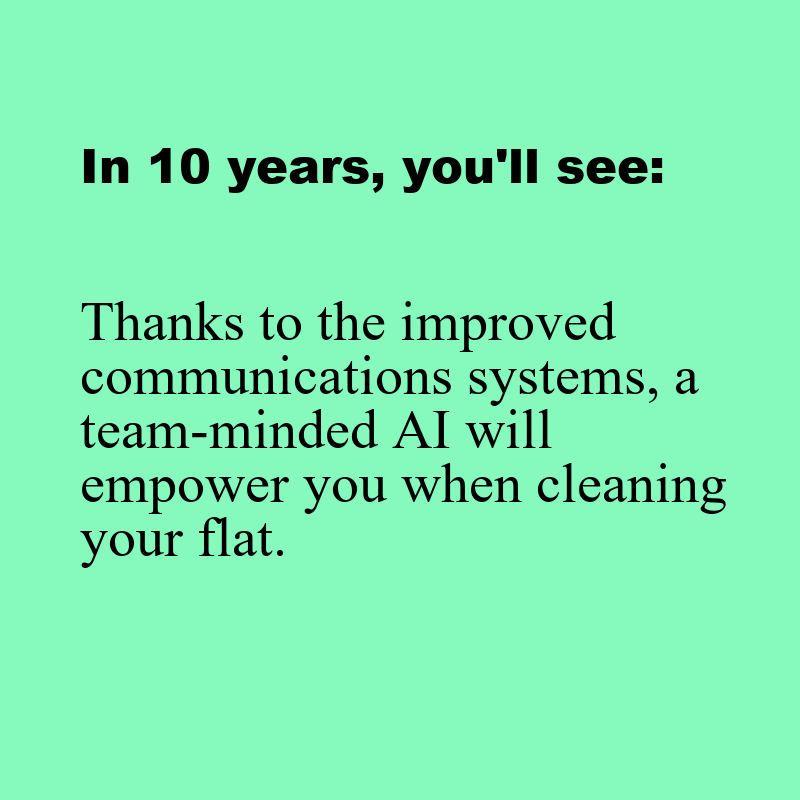 In 10 years, you'll see:
Thanks to the improved
communications systems, a
team-minded AI will
empower you when cleaning
your flat.